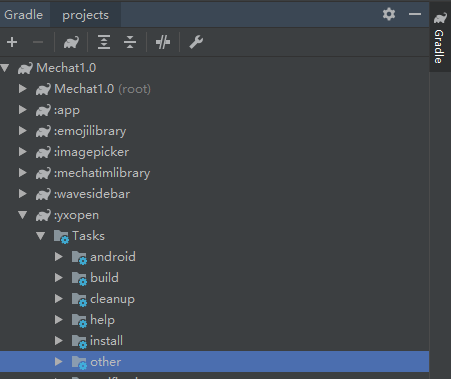 Gradle projects
Mechat1.0
Mechat1.0 (root)
:app
:emojilibrary
:imagepicker
:mechatimlibrary
:wavesidebar
:yxopen
Tasks
android
build
cleanup
help
install
other
Gradle